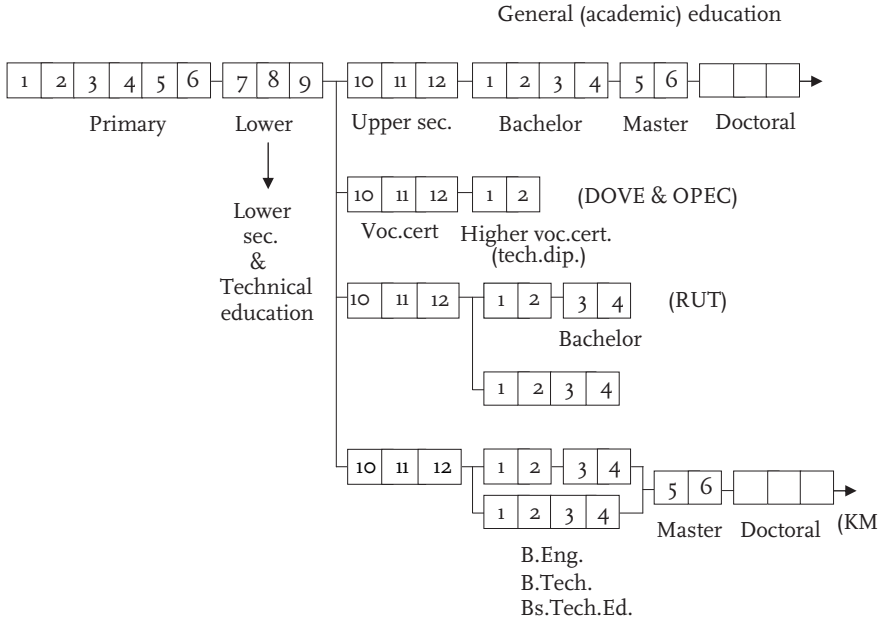 General (academic) education
1 2 3 4 5 6 7 8 9 10 11 12 1 2 3 4 5 6
Primary Lower Upper sec. Bachelor Master Doctoral
Lower
sec.
&
Technical
education
10 11 12 1 2 (DOVE & OPEC)
Voc.cert Higher voc.cert.
(tech.dip.)
10 11 12 1 2 3 4 (RUT)
Bachelor
1 2 3 4
10 11 12 1 2 3 4
1 2 3 4
5 6
Master Doctoral (KM
B.Eng.
B.Tech.
Bs.Tech.Ed.